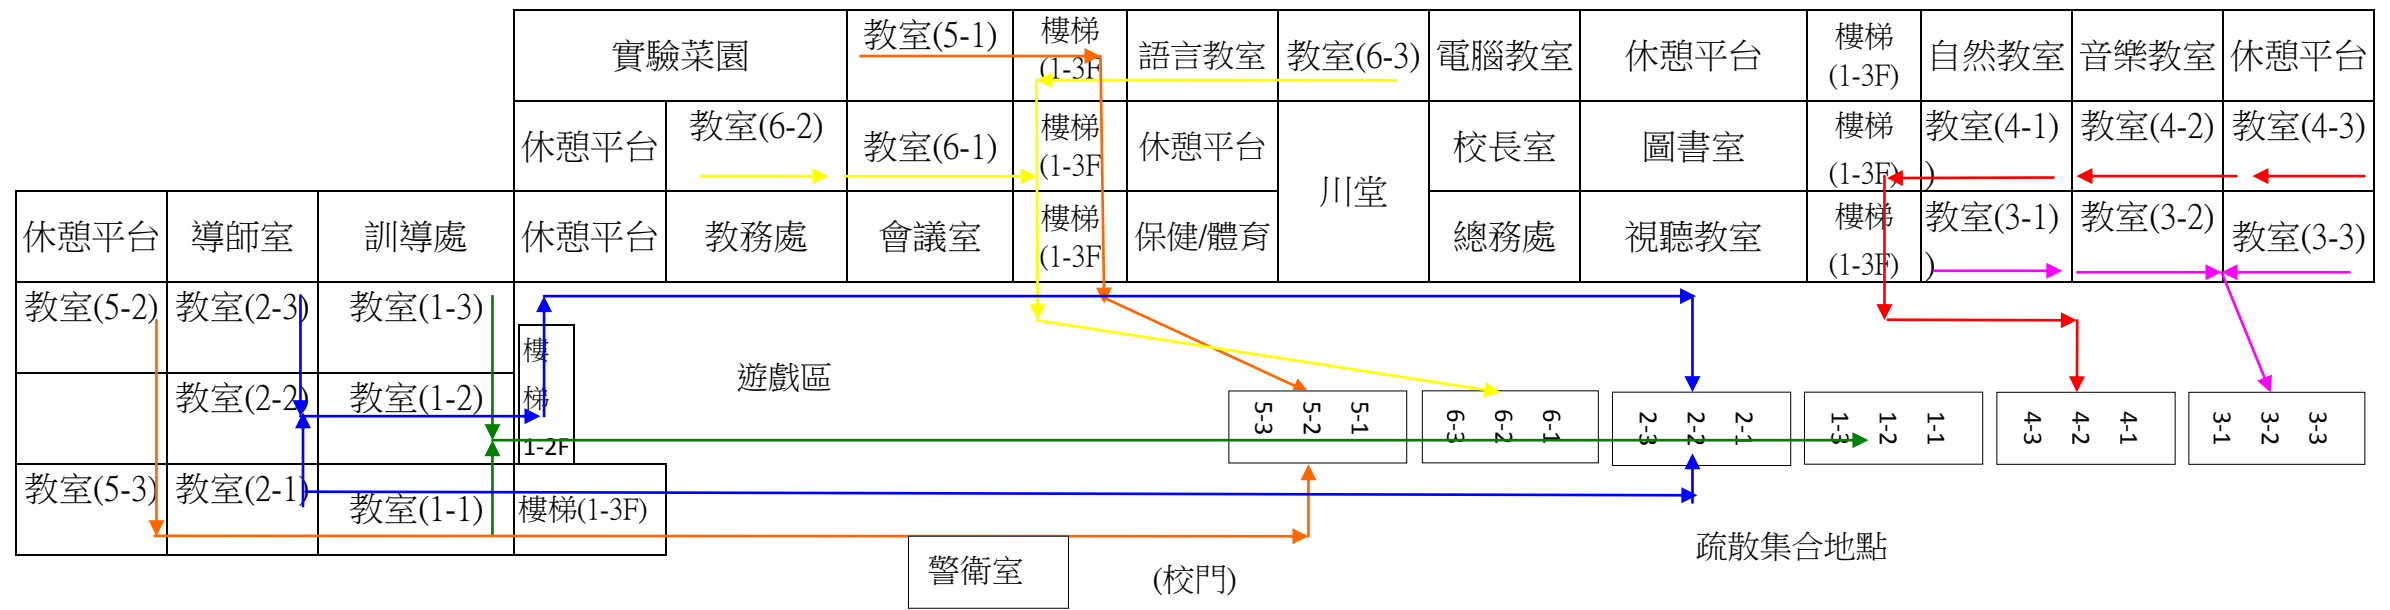 實驗菜園
教室(5-1)
樓梯
(1-3F
語言教室
教室(6-3)
電腦教室
休憩平台
樓梯
(1-3F)
自然教室
音樂教室
休憩平台
休憩平台
教室(6-2)
教室(6-1)
樓梯
(1-3F
休憩平台
川堂
校長室
圖書室
樓梯
(1-3F)
)
教室(4-1)
教室(4-2)
教室(4-3)
休憩平台
導師室
訓導處
休憩平台
教務處
會議室
樓梯
(1-3F
保健/體育
總務處
視聽教室
樓梯
(1-3F)
)
教室(3-1)
教室(3-2)
教室(3-3)
教室(5-2)
教室(2-3)
教室(1-3)
樓
梯
1-2F
遊戲區
教室(2-2)
教室(1-2)
5-1
5-2
5-3
6-1
6-2
6-3
2-1
2-2
2-3
1-1
1-2
1-3
4-1
4-2
4-3
3-3
3-2
3-1
教室(5-3)
教室(2-1)
教室(1-1)
樓梯(1-3F)
警衛室
(校門)
疏散集合地點